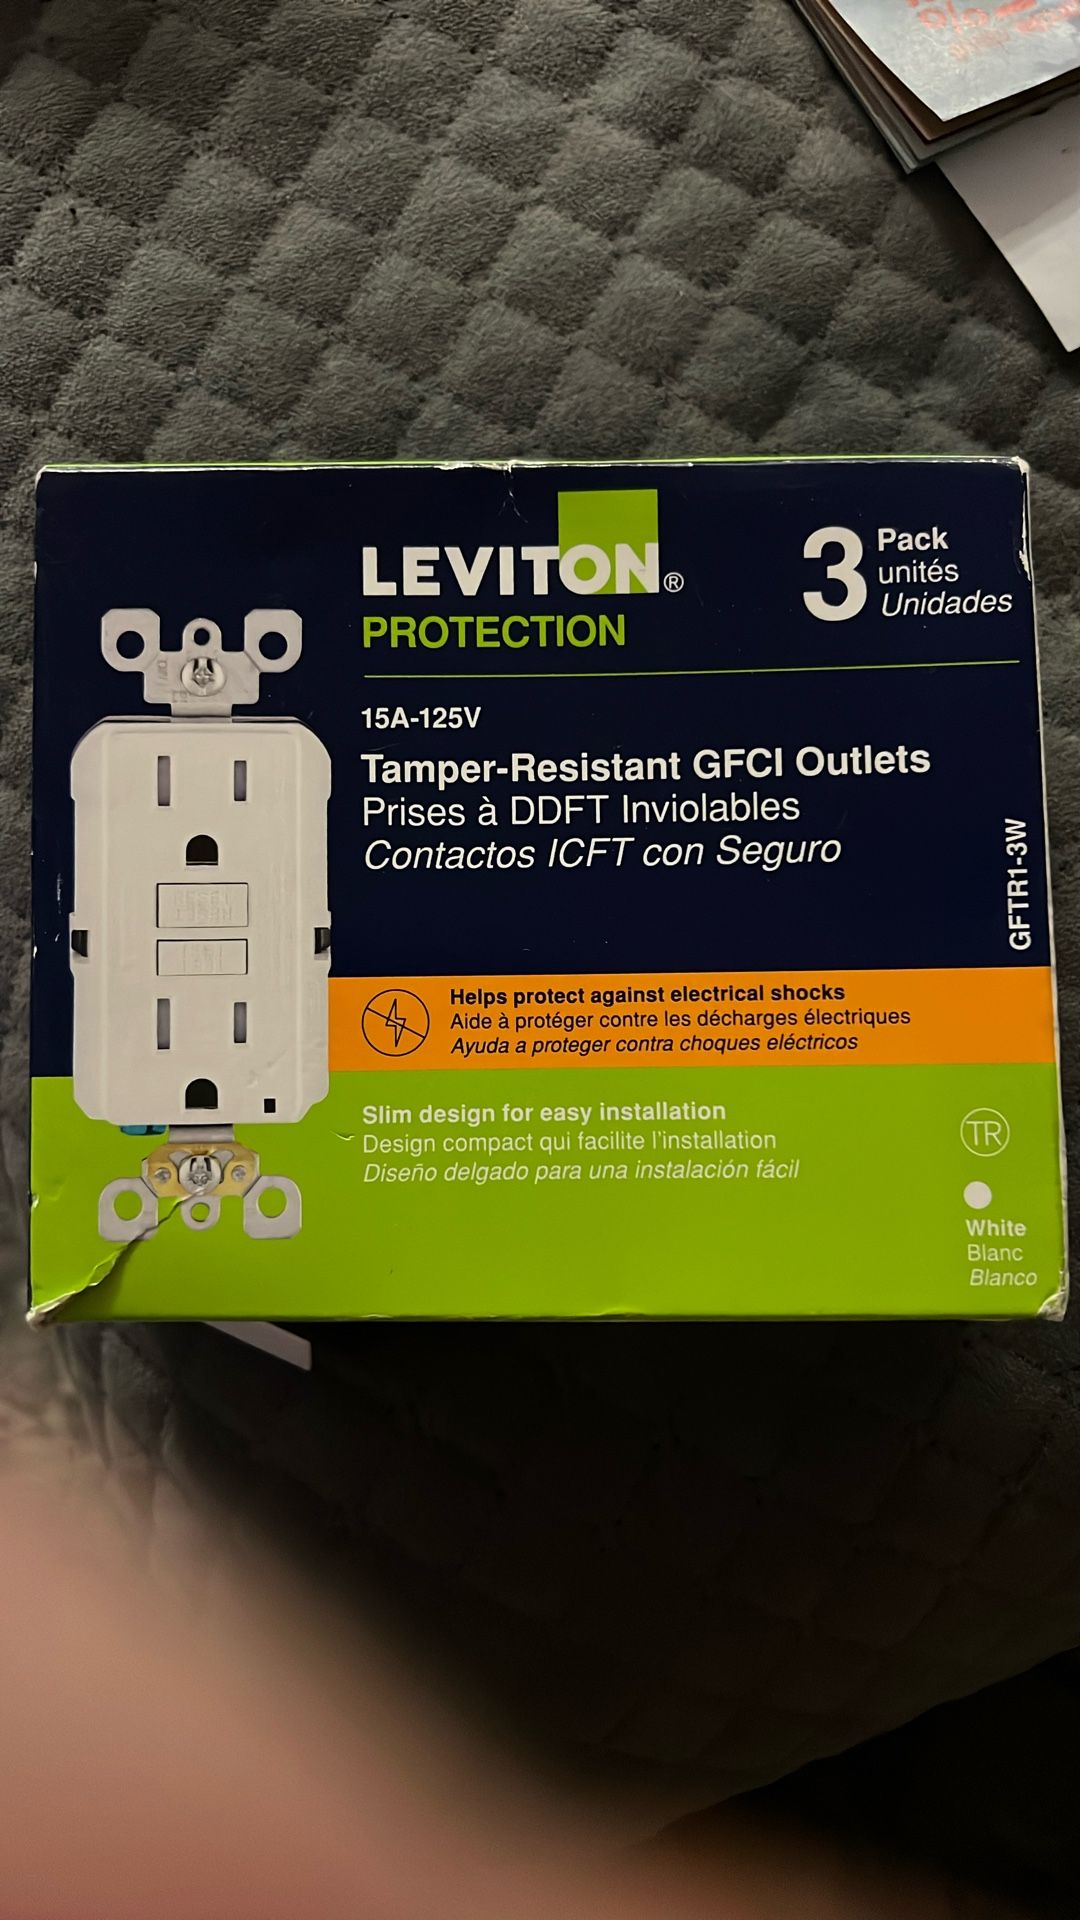 LEVITON®
PROTECTION
3
Pack
unités
Unidades
15A-125V
Tamper-Resistant GFCI Outlets
Prises à DDFT Inviolables
Contactos ICFT con Seguro
GFTR1-3W
Helps protect against electrical shocks
Aide à protéger contre les décharges électriques
Ayuda a proteger contra choques eléctricos
Slim design for easy installation
Design compact qui facilite l'installation
Diseño delgado para una instalación fácil
TR
White
Blanc
Blanco